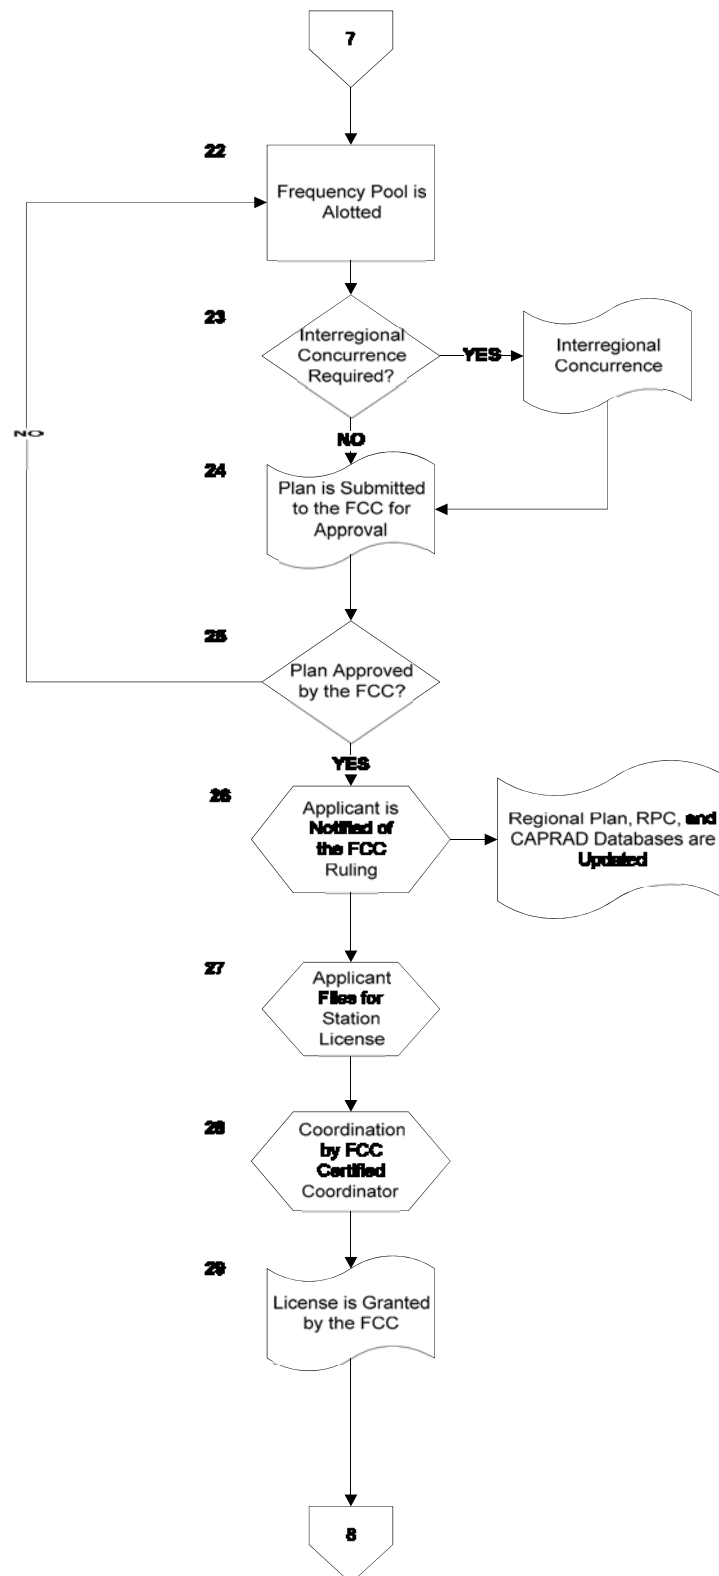 7
22
Frequency Pool is
Alotted
23
Interregional
Concurrence
Required?
YES
Interregional
Concurrence
NO
NO
24
Plan is Submitted
to the FCC for
Approval
25
Plan Approved
by the FCC?
YES
26
Applicant is
Notified of
the FCC
Ruling
Regional Plan, RPC, and
CAPRAD Databases are
Updated
27
Applicant
Files for
Station
License
28
Coordination
by FCC
Certified
Coordinator
29
License is Granted
by the FCC
8